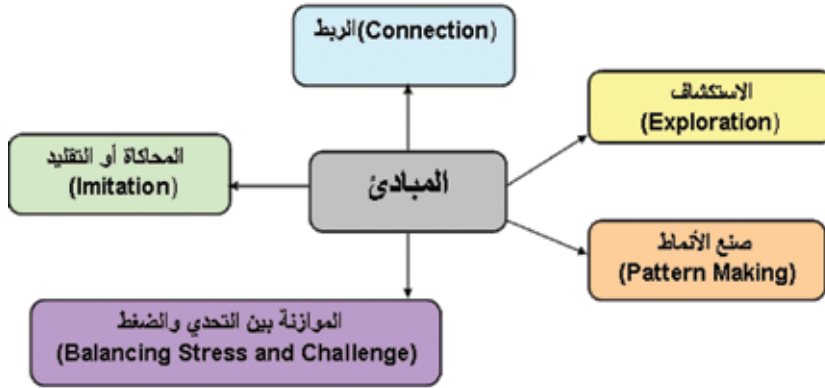 الربط(Connection)
الاستكشاف
(Exploration)
المحاكاة أو التقليد
(Imitation)
المبادئ
صنع الأنماط
(Pattern Making)
الموازنة بين التحدي والضغط
(Balancing Stress and Challenge)